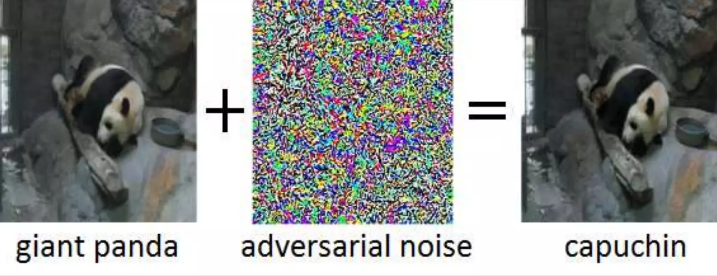 + =
giant panda adversarial noise capuchin